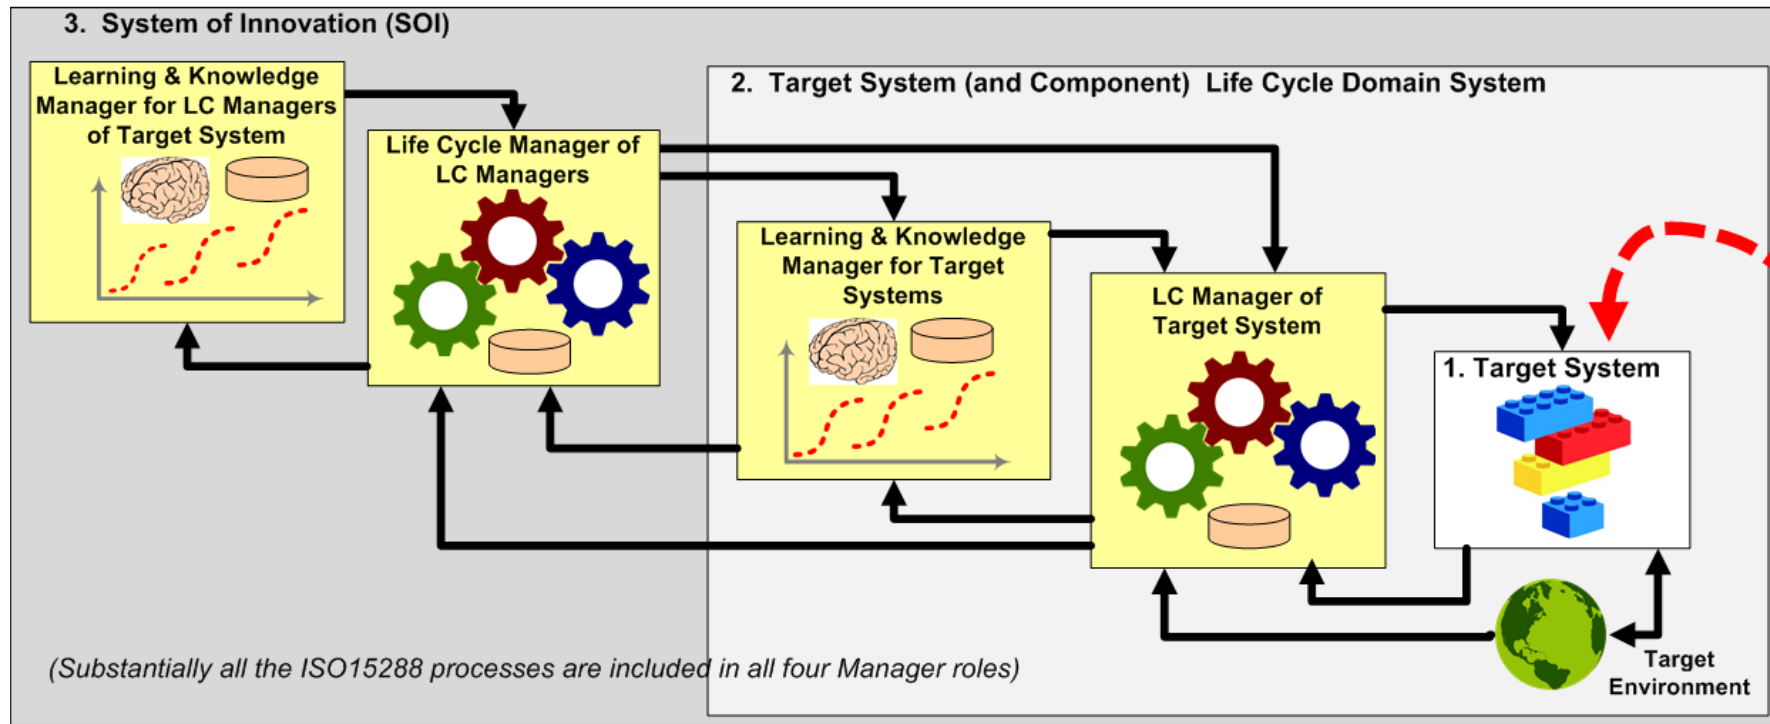 3. System of Innovation (SOI)
Learning & Knowledge
Manager for LC Managers
of Target System
2. Target System (and Component) Life Cycle Domain System
Life Cycle Manager of
LC Managers
Learning & Knowledge
Manager for Target
Systems
LC Manager of
Target System
1. Target System
(Substantially all the ISO15288 processes are included in all four Manager roles)
Target
Environment